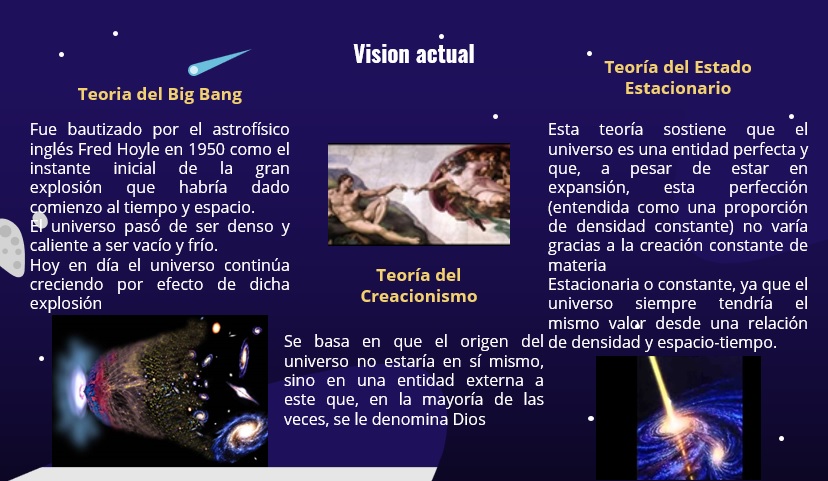 Vision actual
Teoria del Big Bang
Fue bautizado por el astrofísico
inglés Fred Hoyle en 1950 como el
instante inicial de la gran
explosión que habría dado
comienzo al tiempo y espacio.
El universo pasó de ser denso y
caliente a ser vacío y frío.
Hoy en día el universo continúa
creciendo por efecto de dicha
explosión
Teoría del
Creacionismo
Se basa en que el origen del
universo no estaría en sí mismo,
sino en una entidad externa a
este que, en la mayoría de las
veces, se le denomina Dios
Teoría del Estado
Estacionario
Esta teoría sostiene que el
universo es una entidad perfecta y
que, a pesar de estar en
expansión, esta perfección
(entendida como una proporción
de densidad constante) no varía
gracias a la creación constante de
materia
Estacionaria o constante, ya que el
universo siempre tendría el
mismo valor desde una relación
de densidad y espacio-tiempo.